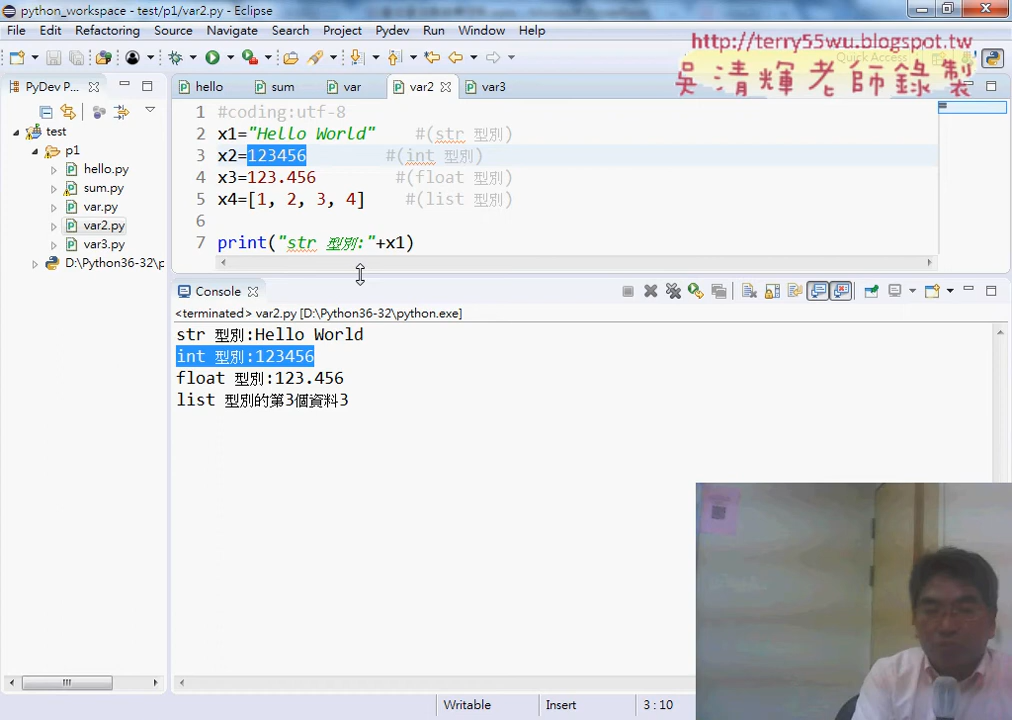 python_workspace - test/p1/var2.py - Eclipse
File Edit Refactoring Source Navigate Search Project Pydev Run Window Help
http://terry55wu.blogspot.tw
Quick Access
吳清輝老師錄製
PyDev P...
hello sum var var2 var3
test
p1
hello.py
sum.py
var.py
var2.py
var3.py
D:\Python36-32\p
1 #coding:utf-8
2 x1="Hello World" #(str 型別)
3 x2=123456 #(int 型別)
4 x3=123.456 #(float 型別)
5 x4=[1, 2, 3, 4] #(list 型別)
6
7 print("str 型別:"+x1)
Console
<terminated> var2.py [D:\Python36-32\python.exe]
str 型別:Hello World
int 型別:123456
float 型別:123.456
list 型別的第3個資料3
Writable Insert 3:10